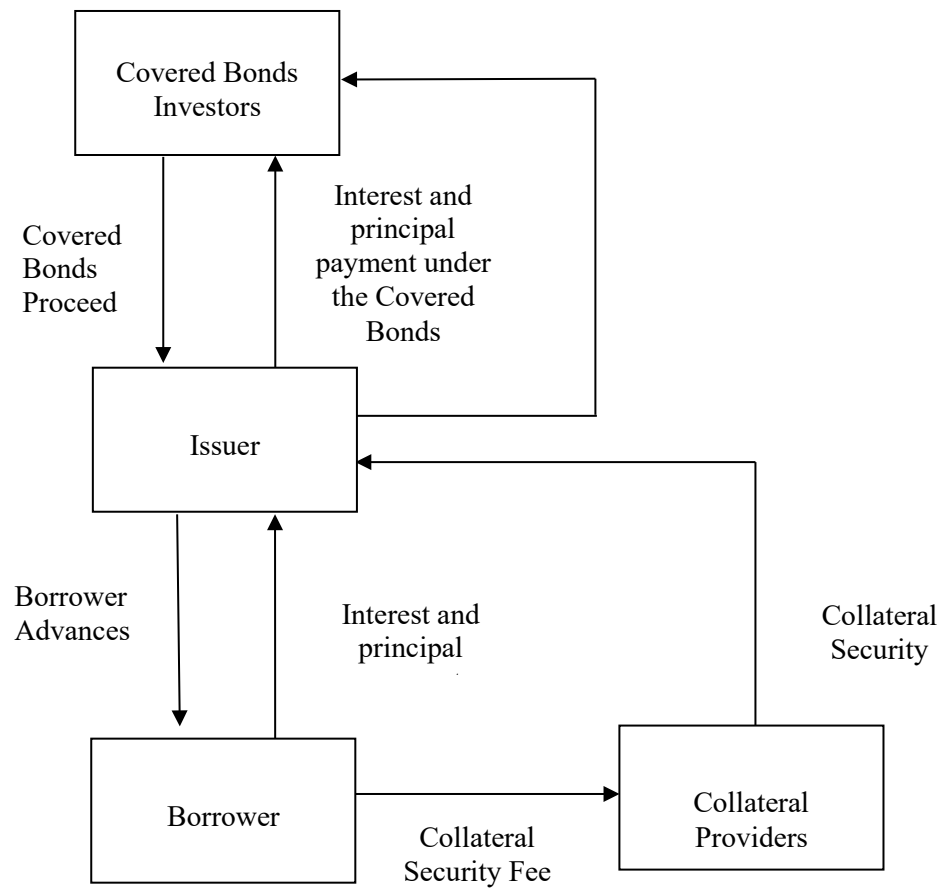 Covered Bonds
Investors
Covered
Bonds
Proceed
Interest and
principal
payment under
the Covered
Bonds
Issuer
Borrower
Advances
Interest and
principal
Collateral
Security
Borrower
Collateral
Security Fee
Collateral
Providers